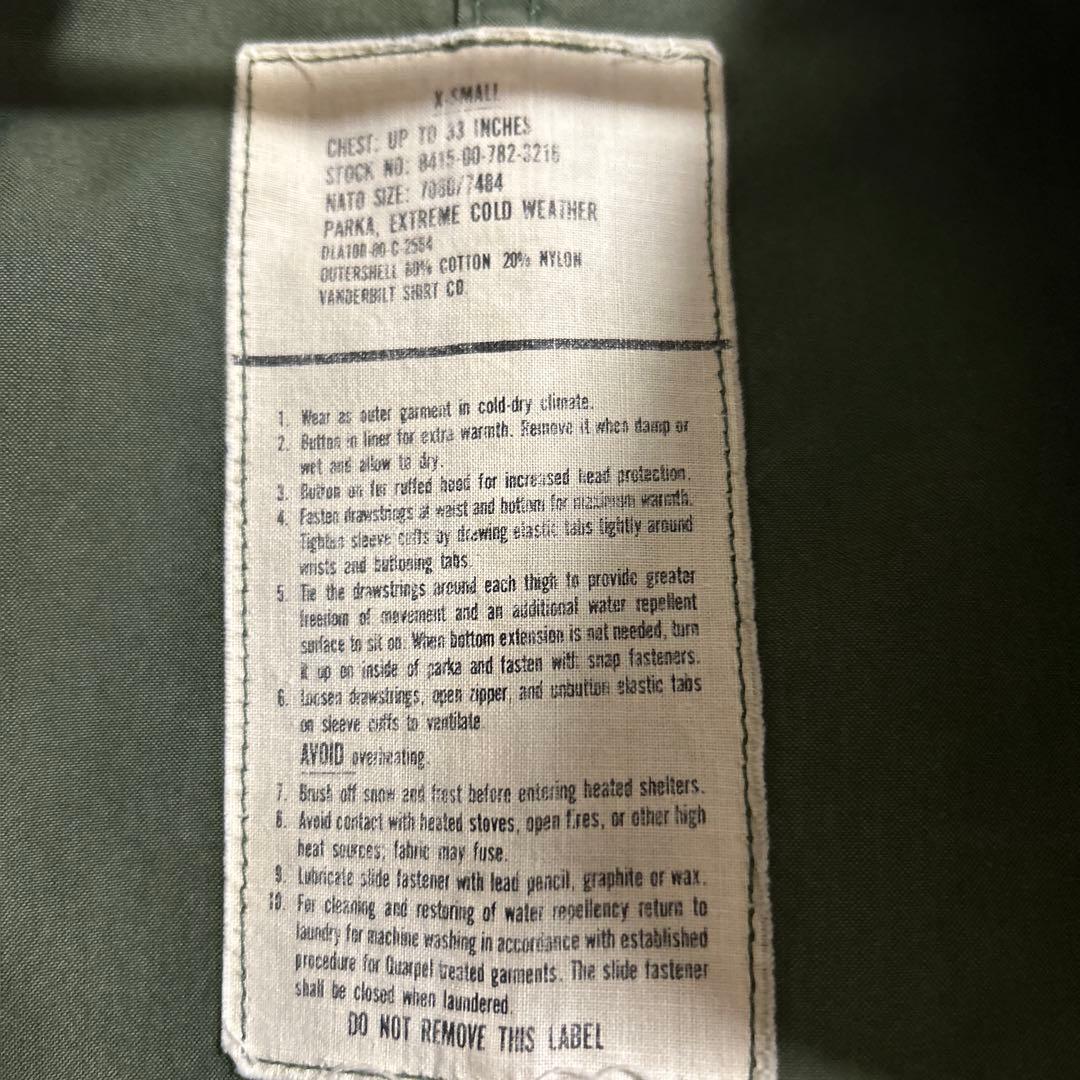 X-SMALL
CHEST: UP TO 33 INCHES
STOCK NO: 8415-00-782-3216
NATO SIZE: 7080/7484
PARKA, EXTREME COLD WEATHER
DLA100-80-C-2554
OUTERSHELL 80% COTTON 20% NYLON
VANDERBILT SHIRT CO.
1. Wear as outer garment in cold-dry climate.
2. Button in liner for extra warmth. Remove it when damp or
wet and allow to dry.
3. Button on fur ruffed hood for increased head protection.
4. Fasten drawstrings at waist and bottom for maximum warmth.
Tighten sleeve cuffs by drawing elastic tabs tightly around
wrists and buttoning tabs.
5. Tie the drawstrings around each thigh to provide greater
freedom of movement and an additional water repellent
surface to sit on. When bottom extension is not needed, turn
it up on inside of parka and fasten with snap fasteners.
6. Loosen drawstrings, open zipper, and unbutton elastic tabs
on sleeve cuffs to ventilate.
AVOID overheating.
7. Brush off snow and frost before entering heated shelters.
8. Avoid contact with heated stoves, open fires, or other high
heat sources; fabric may fuse.
9. Lubricate slide fastener with lead pencil, graphite or wax.
10. For cleaning and restoring of water repellency return to
laundry for machine washing in accordance with established
procedure for Quarpel treated garments. The slide fastener
shall be closed when laundered.
DO NOT REMOVE THIS LABEL